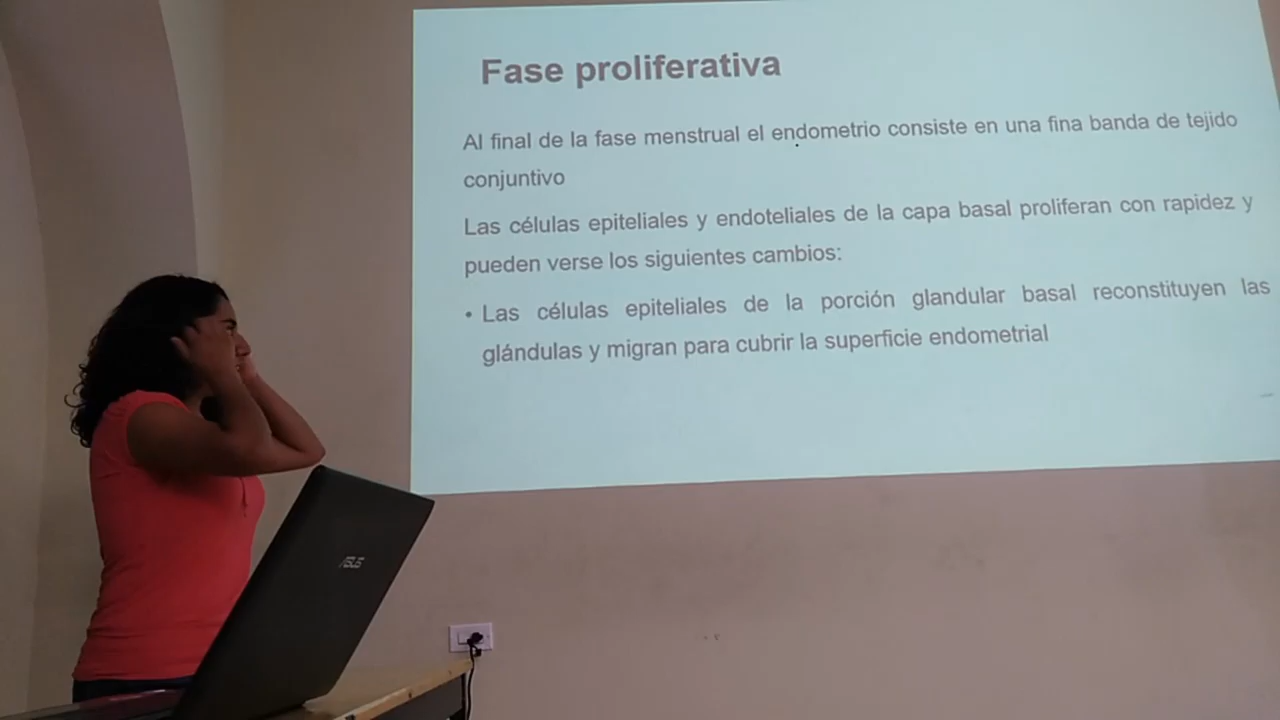 Fase proliferativa
Al final de la fase menstrual el endometrio consiste en una fina banda de tejido
conjuntivo
Las células epiteliales y endoteliales de la capa basal proliferan con rapidez y
pueden verse los siguientes cambios:
• Las células epiteliales de la porción glandular basal reconstituyen las
glándulas y migran para cubrir la superficie endometrial
ASUS